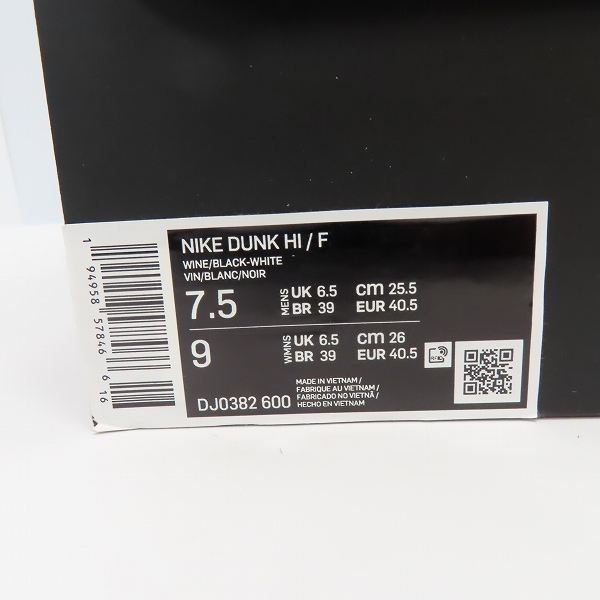 NIKE DUNK HI / F
WINE/BLACK-WHITE
VIN/BLANC/NOIR
7.5 MENS UK 6.5 cm 25.5
BR 39 EUR 40.5
9 WMNS UK 6.5 cm 26
BR 39 EUR 40.5
DJ0382 600
MADE IN VIETNAM /
FABRIQUE AU VIETNAM /
FABRICADO NO VIETNÃ /
HECHO EN VIETNAM
RFID
1 94958 57846 616